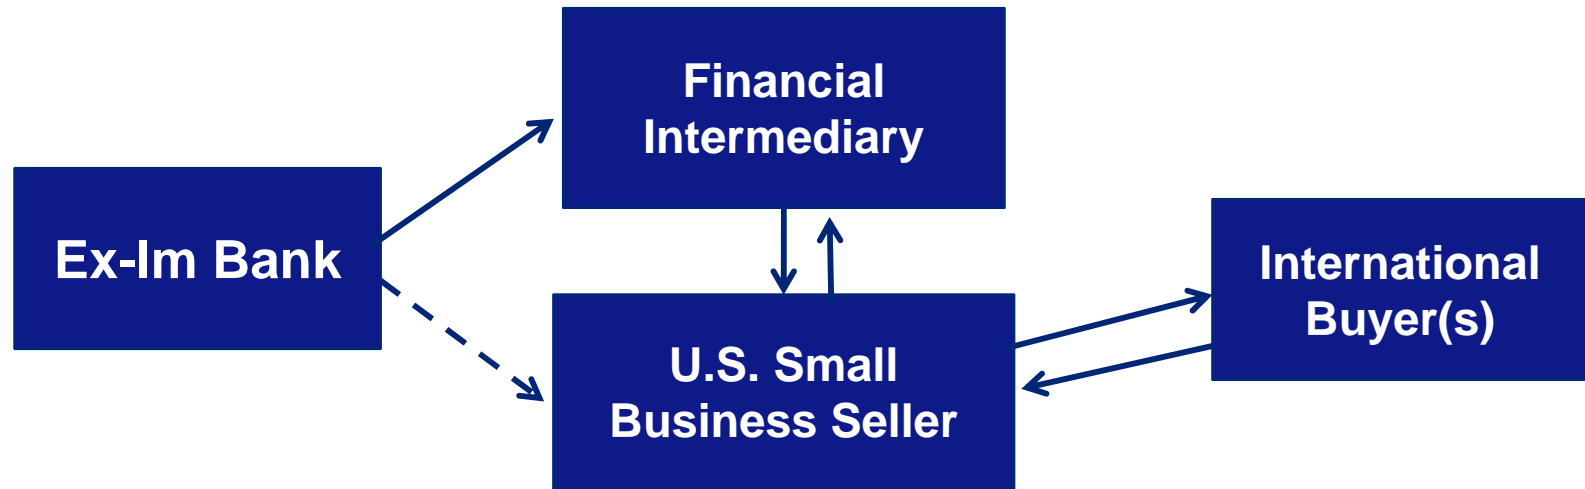 Financial
Intermediary
Ex-Im Bank
International
Buyer(s)
U.S. Small
Business Seller